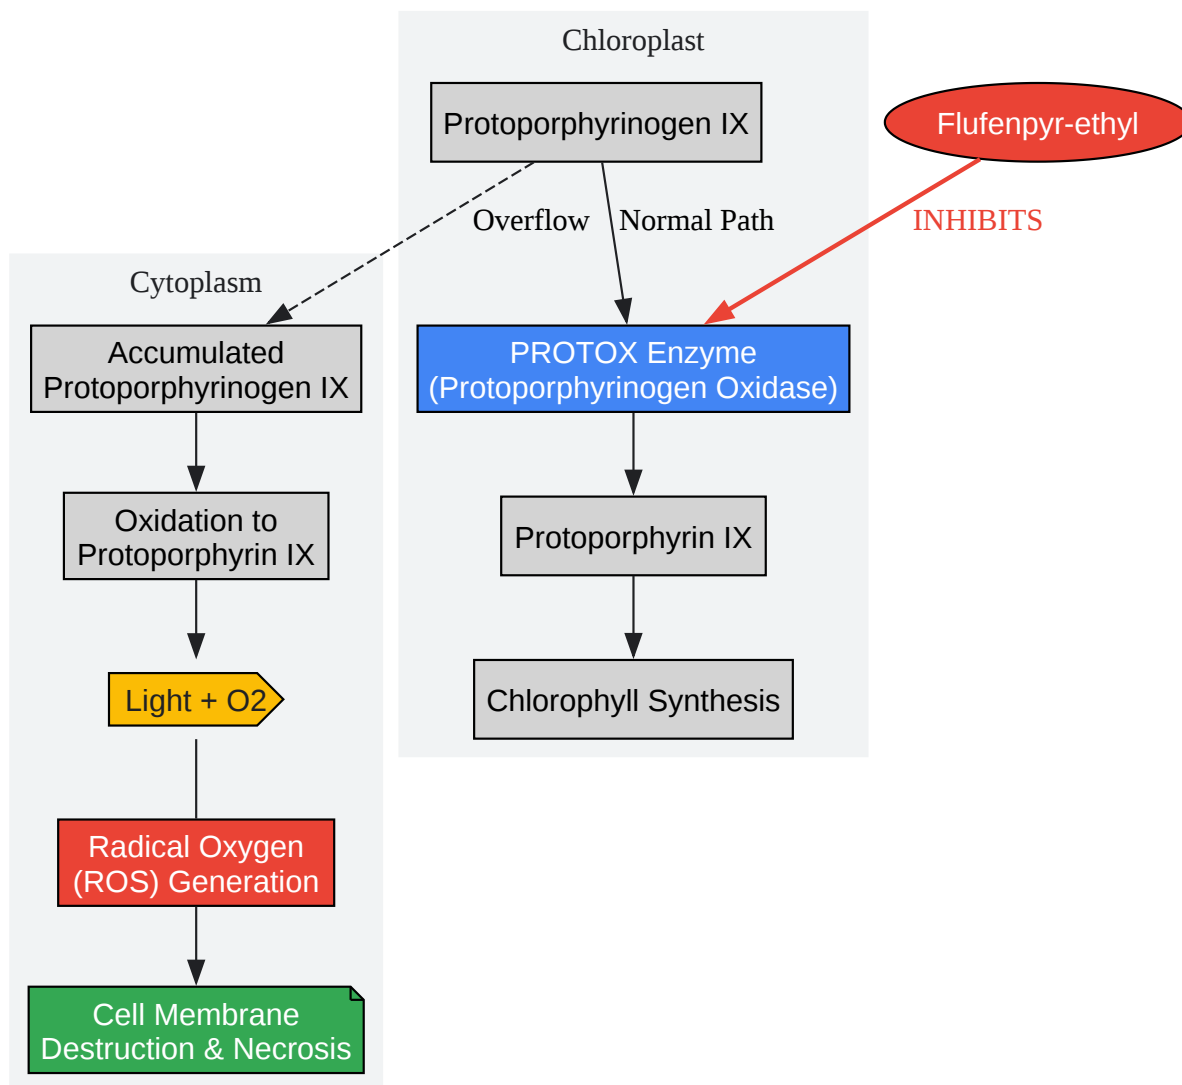 Chloroplast
Protoporphyrinogen IX
Flufenpyr-ethyl
Overflow
Normal Path
INHIBITS
Cytoplasm
Accumulated
Protoporphyrinogen IX
PROTOX Enzyme
(Protoporphyrinogen Oxidase)
Oxidation to
Protoporphyrin IX
Protoporphyrin IX
Light + O2
Chlorophyll Synthesis
Radical Oxygen
(ROS) Generation
Cell Membrane
Destruction & Necrosis